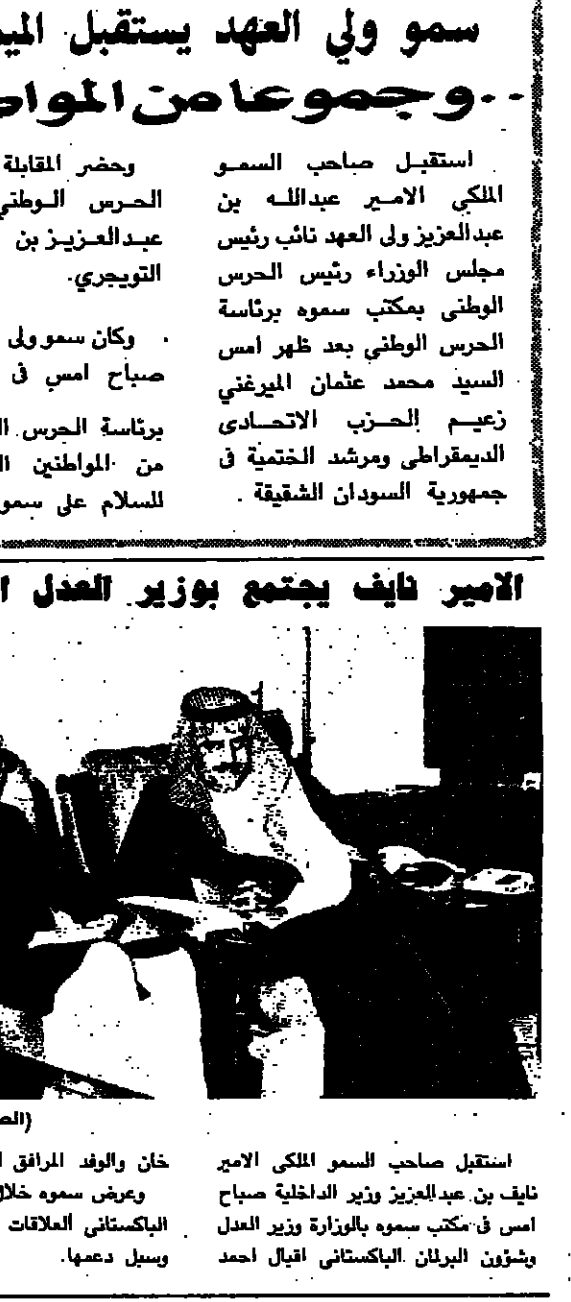 سمو ولي العهد يستقبل
..وجموعا من
استقبل صاحب السمو
الملكي الامير عبدالله بن
عبدالعزيز ولى العهد نائب رئيس
مجلس الوزراء رئيس الحرس
الوطنى بمكتب سموه برئاسة
الحرس الوطني بعد ظهر امس
السيد محمد عثمان الميرغني
زعيم الحزب الاتحادى
الديمقراطى ومرشد الختمية فى
جمهورية السودان الشقيقة .
وحضر المقابلة
الحرس الوطني
عبدالعزيز بن
التويجري.
وكان سمو ولى
صباح امس فى
برئاسة الحرس
من المواطنين
للسلام على سمو
الامير نايف يجتمع بوزير العدل
استقبل صاحب السمو الملكى الامير
نايف بن عبدالعزيز وزير الداخلية صباح
امس فى مكتب سموه بالوزارة وزير العدل
وشؤون البرلمان الباكستانى اقبال احمد
خان والوفد المرافق
وعرض سموه خلال
الباكستانى العلاقات
وسبل دعمها.